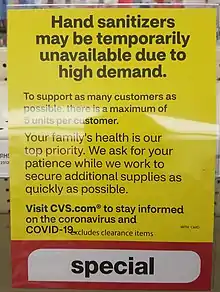 Hand sanitizers
may be temporarily
unavailable due to
high demand.
To support as many customers as
possible, there is a maximum of
5 units per customer.
Your family's health is our
top priority. We ask for your
patience while we work to
secure additional supplies as
quickly as possible.
Visit CVS.com® to stay informed
on the coronavirus and
COVID-19.
excludes clearance items
special